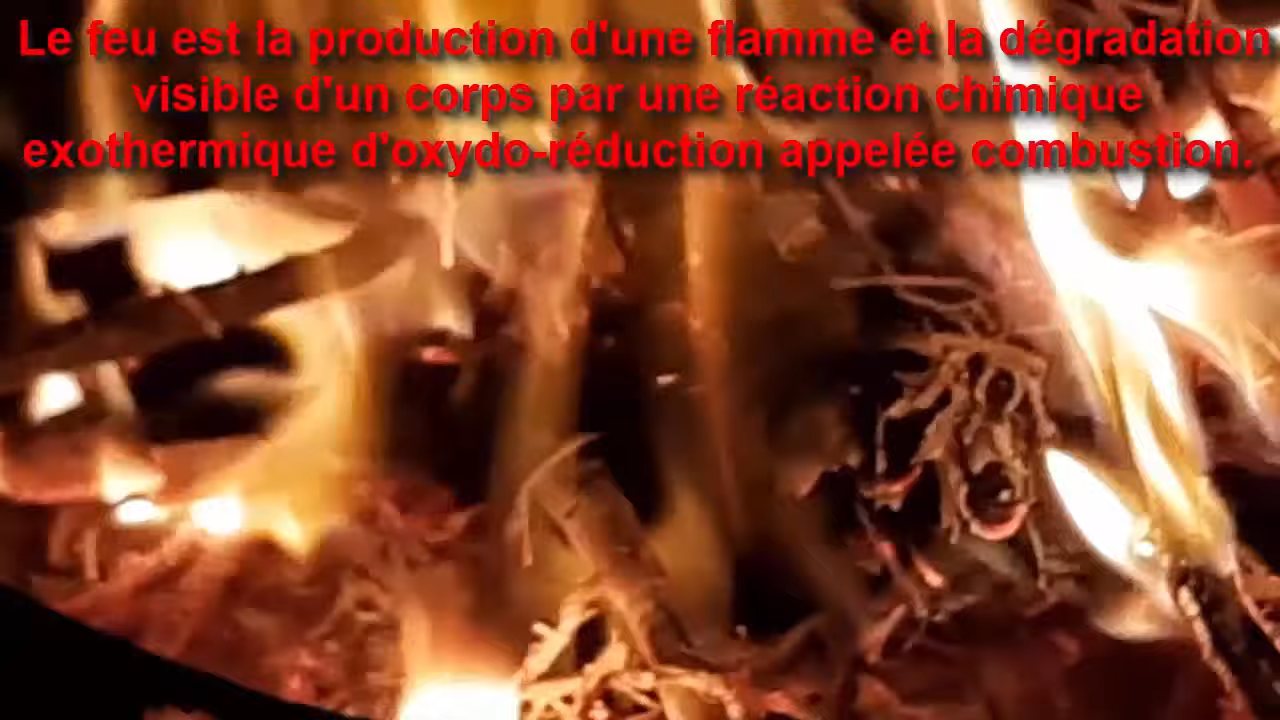 Le feu est la production d'une flamme et la dégradation
visible d'un corps par une réaction chimique
exothermique d'oxydo-réduction appelée combustion.